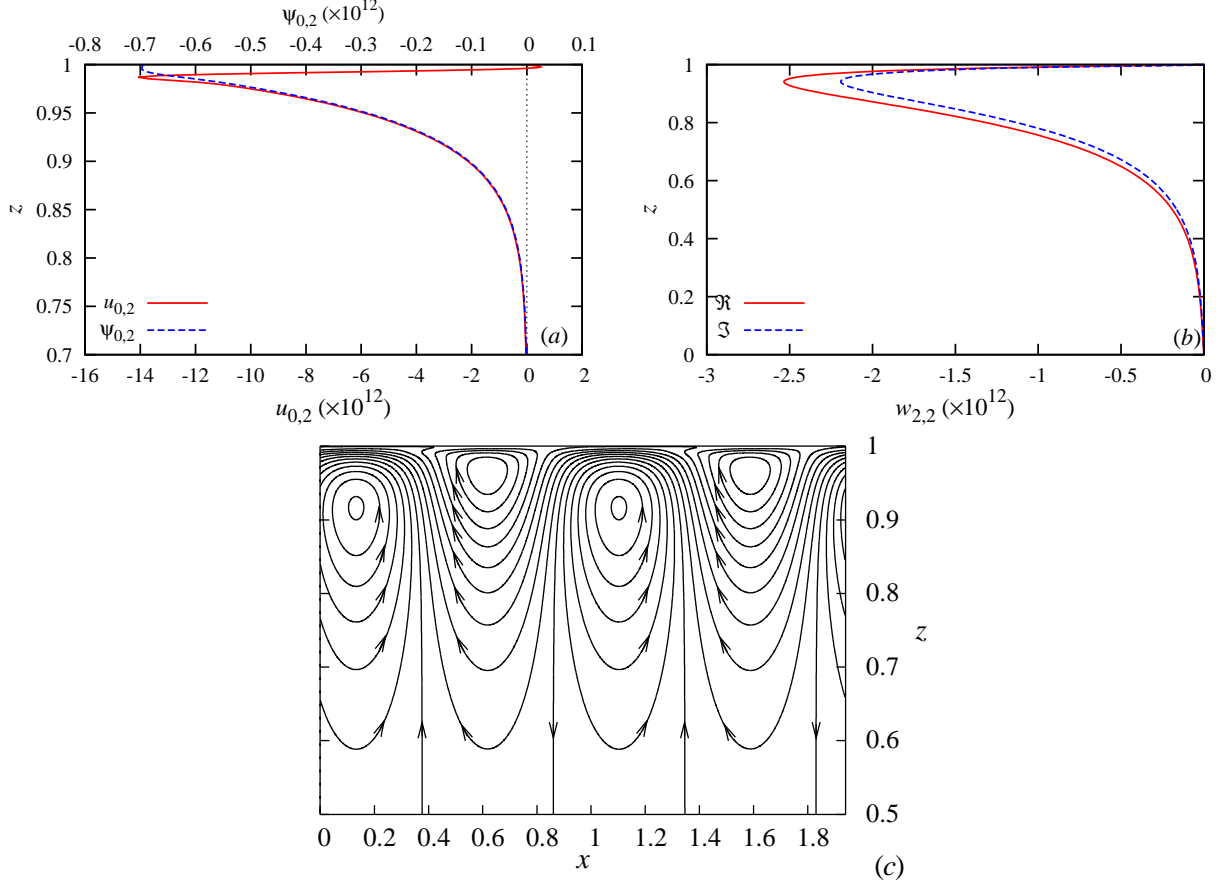 ψ0,2 (×10^12)
-0.8 -0.7 -0.6 -0.5 -0.4 -0.3 -0.2 -0.1 0 0.1
1
0.95
0.9
0.85
0.8
0.75
0.7
z
u0,2
ψ0,2
(a)
-16 -14 -12 -10 -8 -6 -4 -2 0 2
u0,2 (×10^12)
1
0.8
0.6
0.4
0.2
0
z
ℜ
ℑ
(b)
-3 -2.5 -2 -1.5 -1 -0.5 0
w2,2 (×10^12)
1
0.9
0.8
0.7
0.6
0.5
z
0 0.2 0.4 0.6 0.8 1 1.2 1.4 1.6 1.8
x
(c)